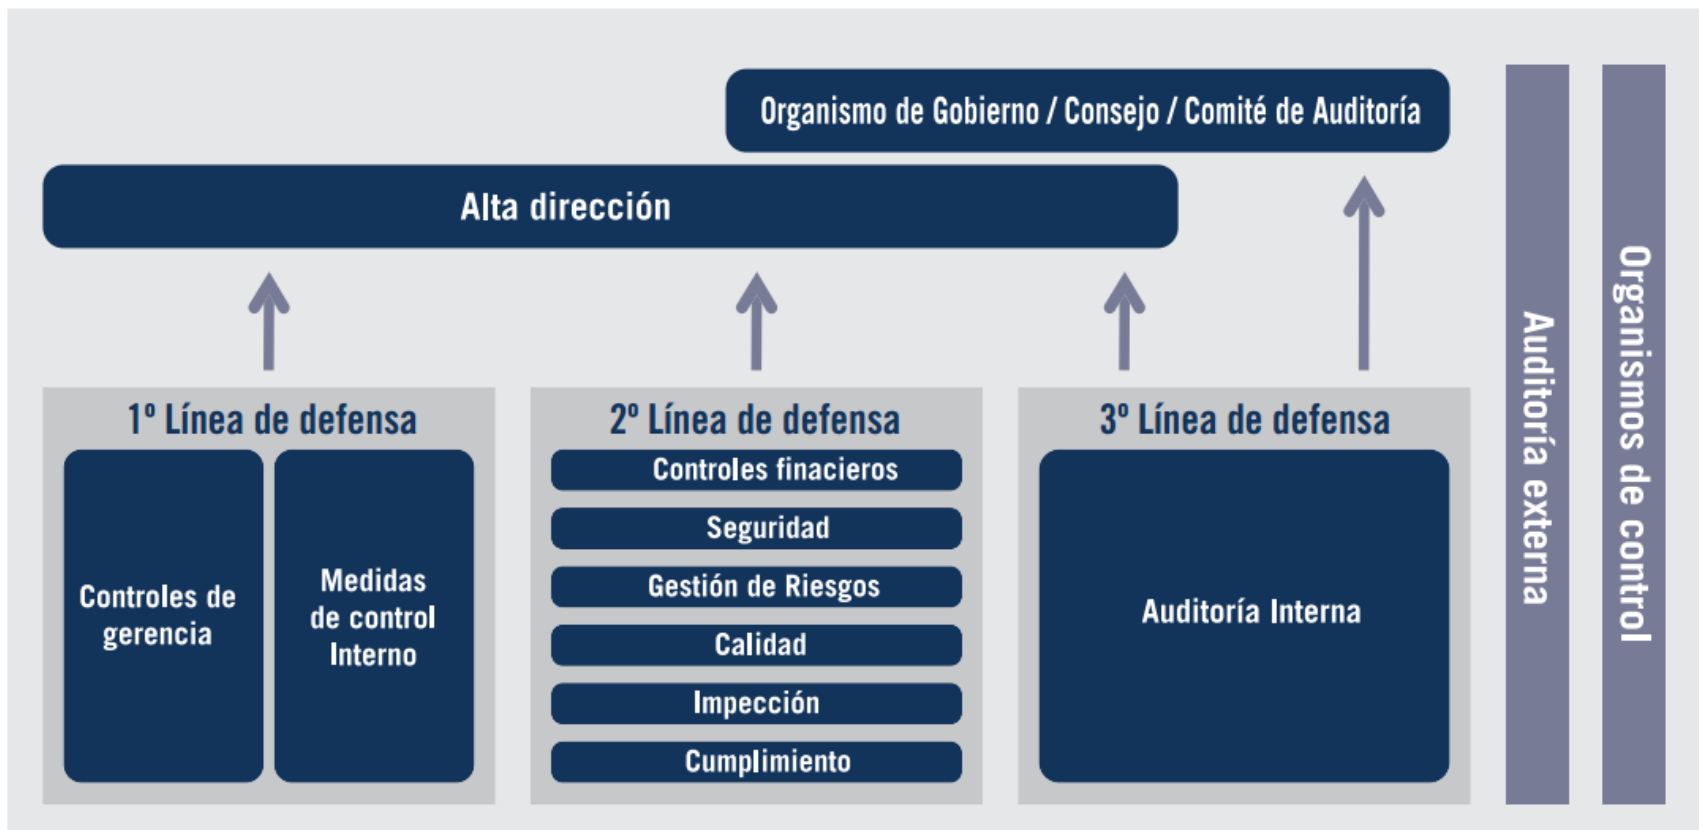 Organismo de Gobierno / Consejo / Comité de Auditoría
Alta dirección
1º Línea de defensa
Controles de
gerencia
Medidas
de control
Interno
2º Línea de defensa
Controles finacieros
Seguridad
Gestión de Riesgos
Calidad
Impección
Cumplimiento
3º Línea de defensa
Auditoría Interna
Auditoría externa
Organismos de control